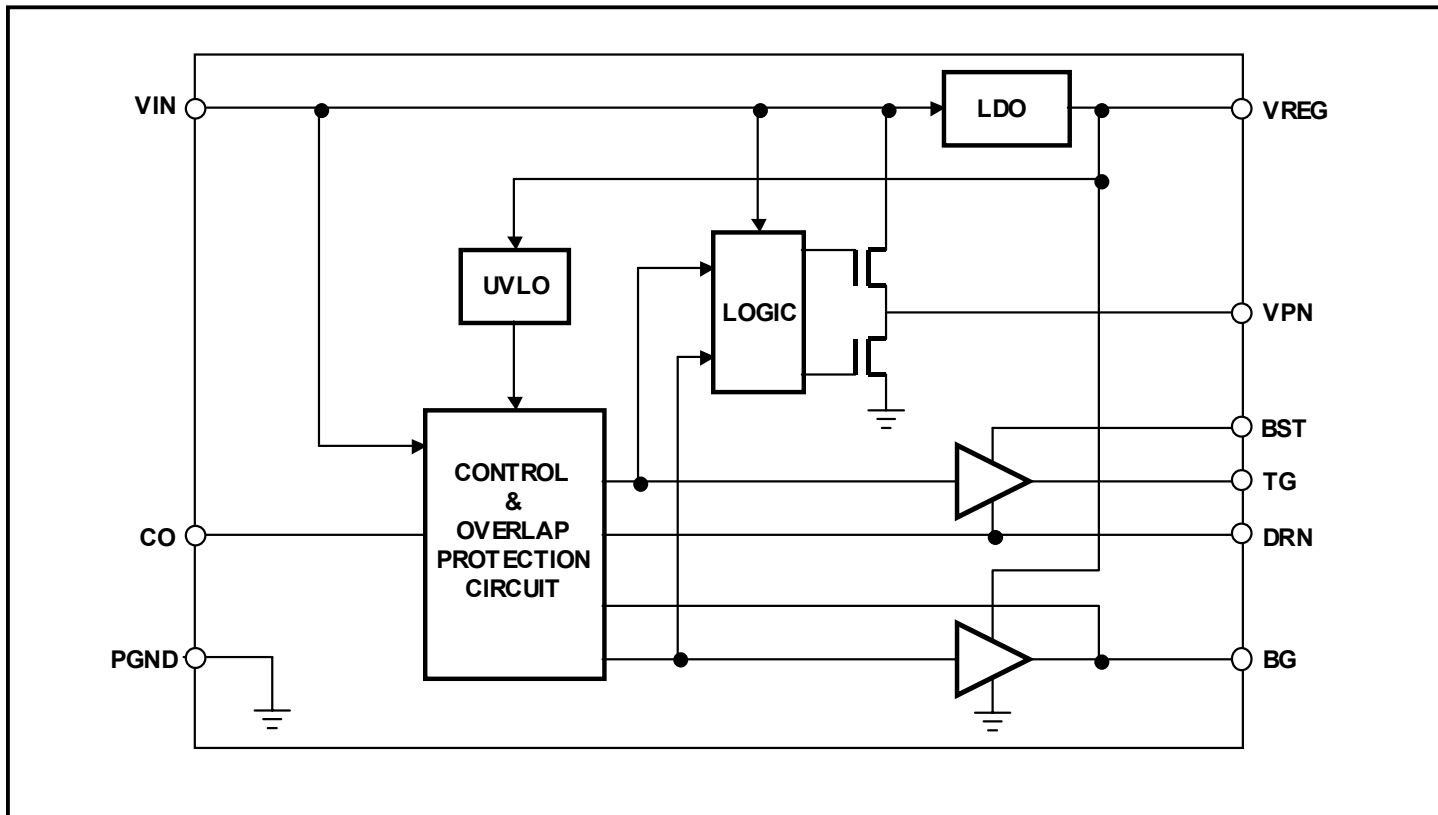 VIN
LDO
VREG
UVLO
LOGIC
VPN
BST
CONTROL
&
OVERLAP
PROTECTION
CIRCUIT
TG
CO
DRN
PGND
BG